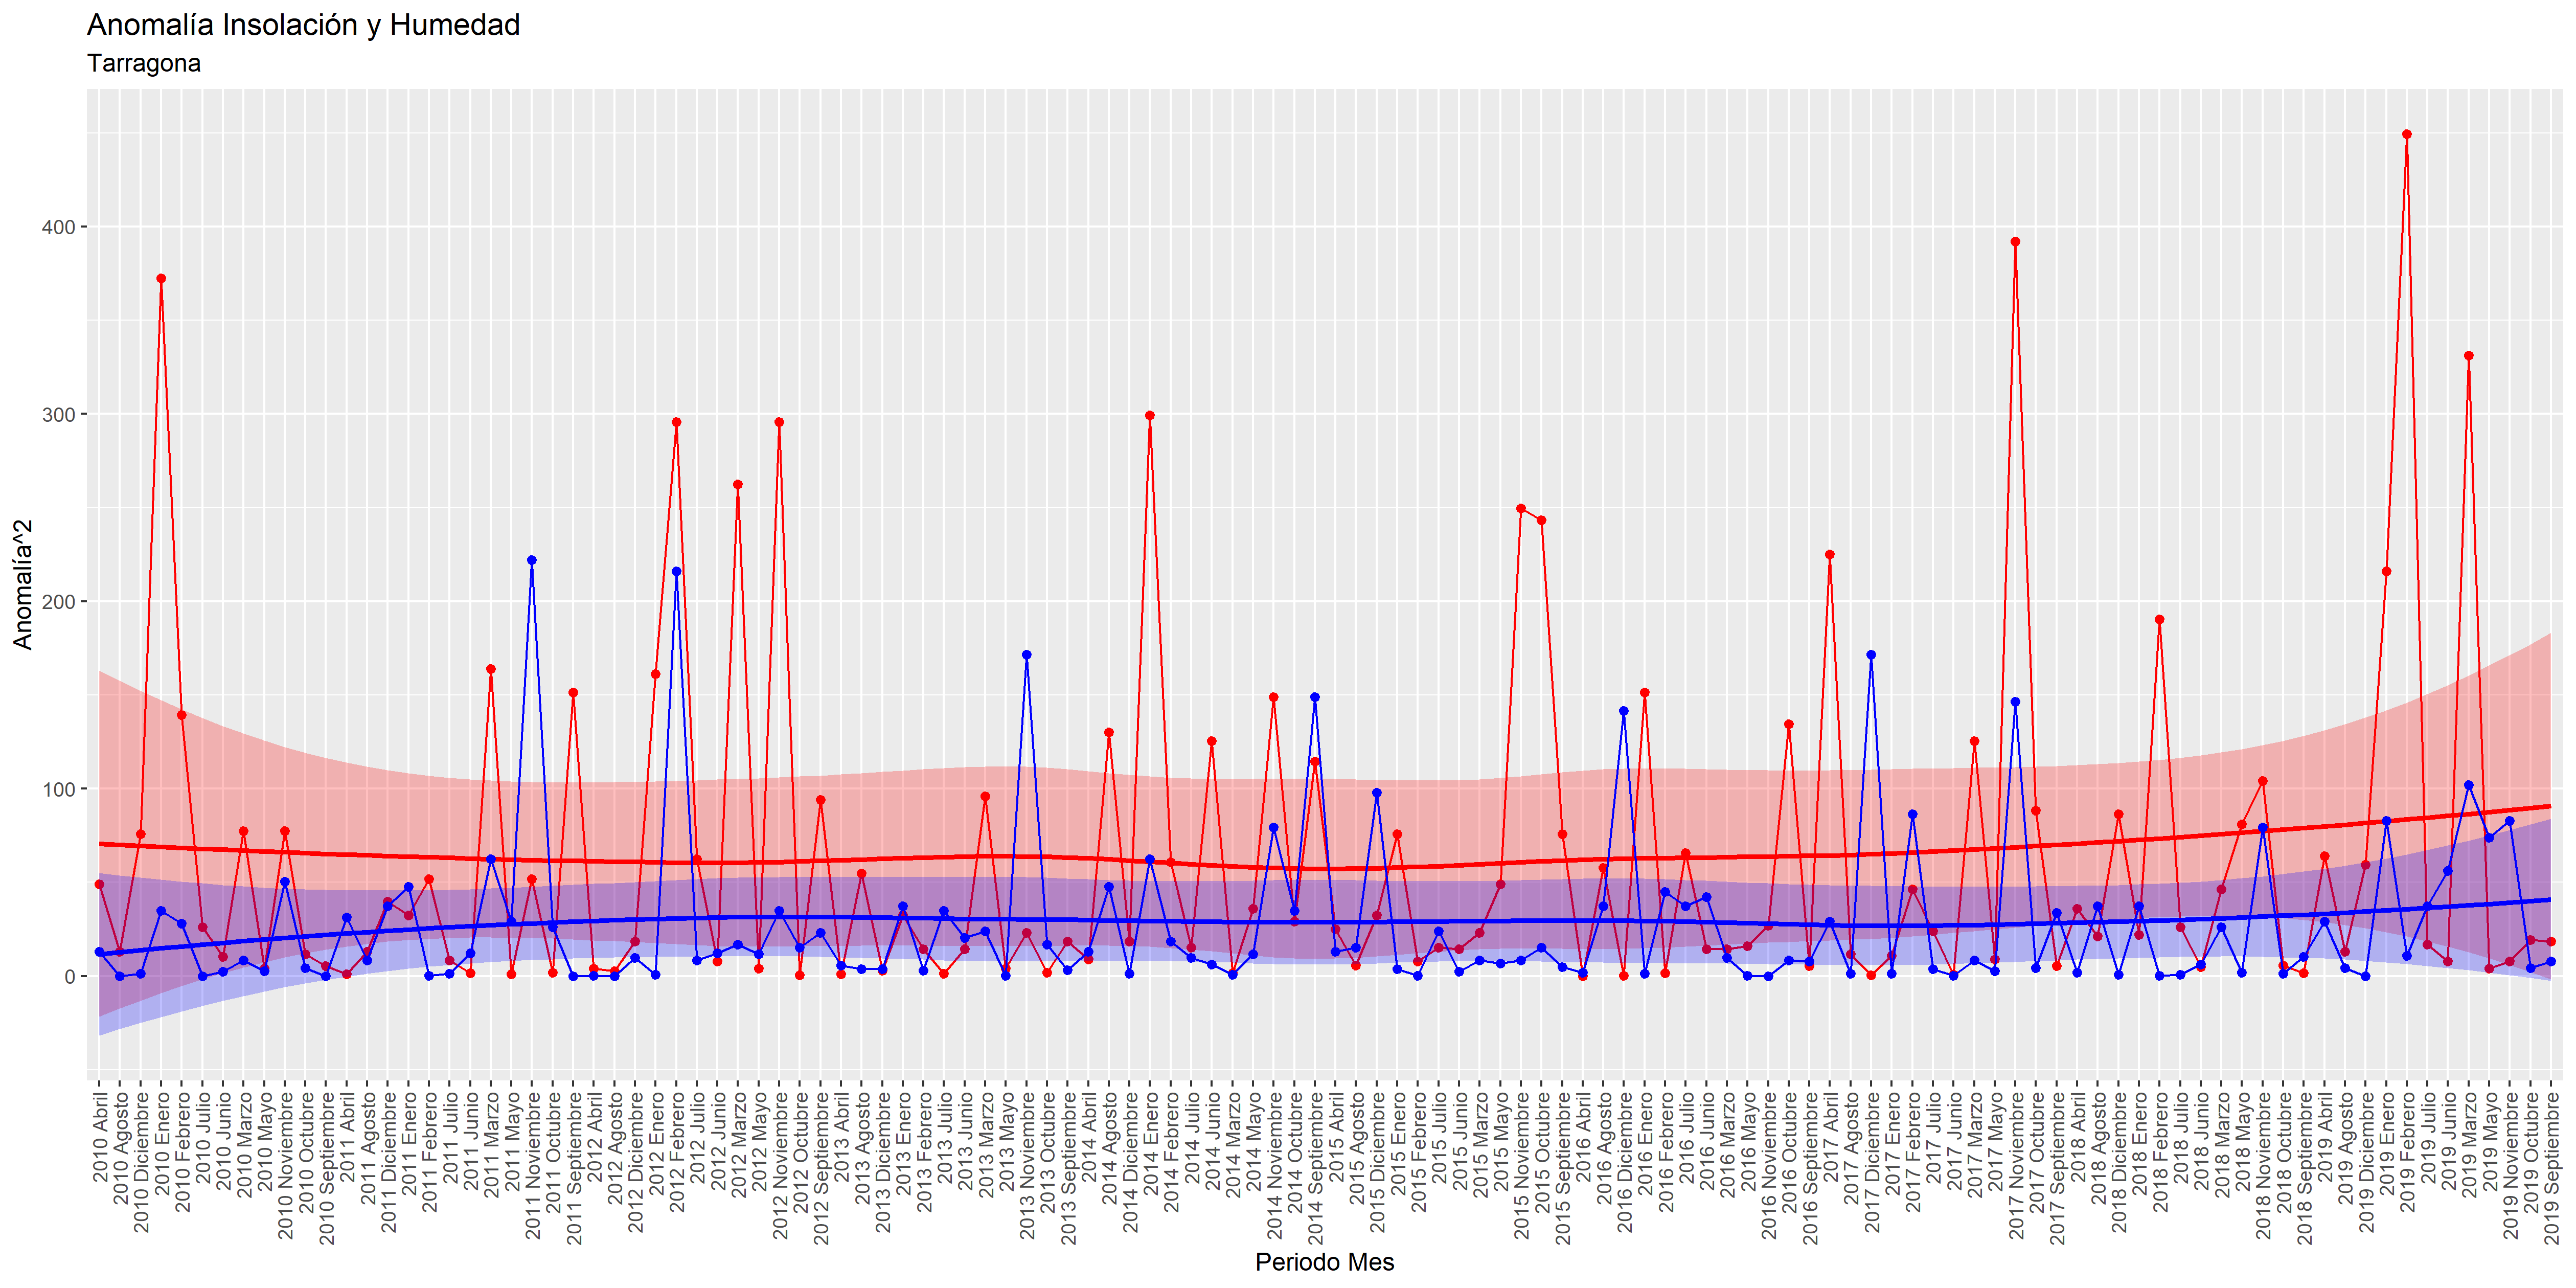 Anomalía Insolación y Humedad
Tarragona
Anomalía^2
400
300
200
100
0
2010 Abril
2010 Agosto
2010 Diciembre
2010 Enero
2010 Febrero
2010 Julio
2010 Junio
2010 Marzo
2010 Mayo
2010 Noviembre
2010 Octubre
2010 Septiembre
2011 Abril
2011 Agosto
2011 Diciembre
2011 Enero
2011 Febrero
2011 Julio
2011 Junio
2011 Marzo
2011 Mayo
2011 Noviembre
2011 Octubre
2011 Septiembre
2012 Abril
2012 Agosto
2012 Diciembre
2012 Enero
2012 Febrero
2012 Julio
2012 Junio
2012 Marzo
2012 Mayo
2012 Noviembre
2012 Octubre
2012 Septiembre
2013 Abril
2013 Agosto
2013 Diciembre
2013 Enero
2013 Febrero
2013 Julio
2013 Junio
2013 Marzo
2013 Mayo
2013 Noviembre
2013 Octubre
2013 Septiembre
2014 Abril
2014 Agosto
2014 Diciembre
2014 Enero
2014 Febrero
2014 Julio
2014 Junio
2014 Marzo
2014 Mayo
2014 Noviembre
2014 Octubre
2014 Septiembre
2015 Abril
2015 Agosto
2015 Diciembre
2015 Enero
2015 Febrero
2015 Julio
2015 Junio
2015 Marzo
2015 Mayo
2015 Noviembre
2015 Octubre
2015 Septiembre
2016 Abril
2016 Agosto
2016 Diciembre
2016 Enero
2016 Febrero
2016 Julio
2016 Junio
2016 Marzo
2016 Mayo
2016 Noviembre
2016 Octubre
2016 Septiembre
2017 Abril
2017 Agosto
2017 Diciembre
2017 Enero
2017 Febrero
2017 Julio
2017 Junio
2017 Marzo
2017 Mayo
2017 Noviembre
2017 Octubre
2017 Septiembre
2018 Abril
2018 Agosto
2018 Diciembre
2018 Enero
2018 Febrero
2018 Julio
2018 Junio
2018 Marzo
2018 Mayo
2018 Noviembre
2018 Octubre
2018 Septiembre
2019 Abril
2019 Agosto
2019 Diciembre
2019 Enero
2019 Febrero
2019 Julio
2019 Junio
2019 Marzo
2019 Mayo
2019 Noviembre
2019 Octubre
2019 Septiembre
Periodo Mes